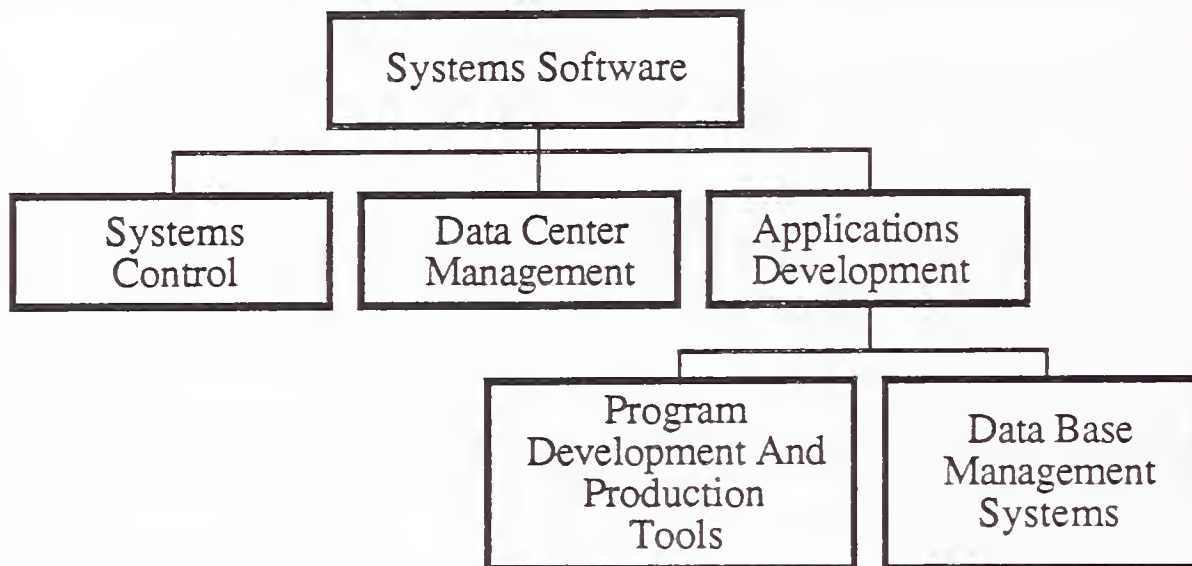 Systems Software
Systems
Control
Data Center
Management
Applications
Development
Program
Development And
Production
Tools
Data Base
Management
Systems